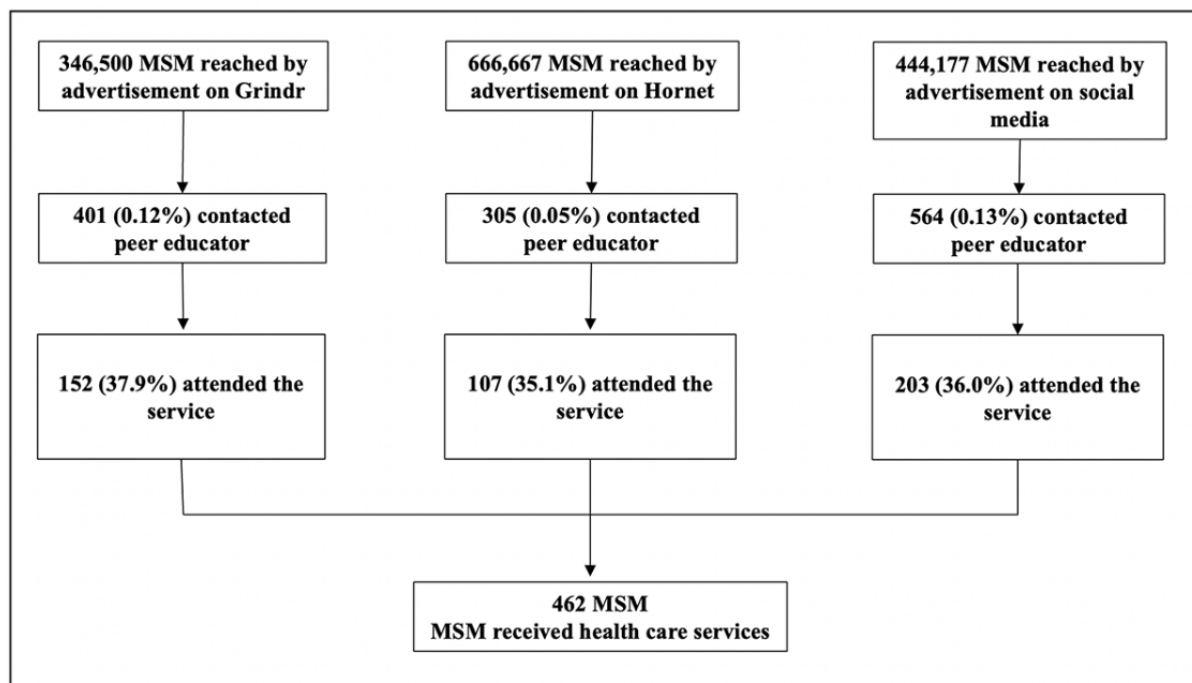 346,500 MSM reached by
advertisement on Grindr
666,667 MSM reached by
advertisement on Hornet
444,177 MSM reached by
advertisement on social
media
401 (0.12%) contacted
peer educator
305 (0.05%) contacted
peer educator
564 (0.13%) contacted
peer educator
152 (37.9%) attended the
service
107 (35.1%) attended the
service
203 (36.0%) attended the
service
462 MSM
MSM received health care services